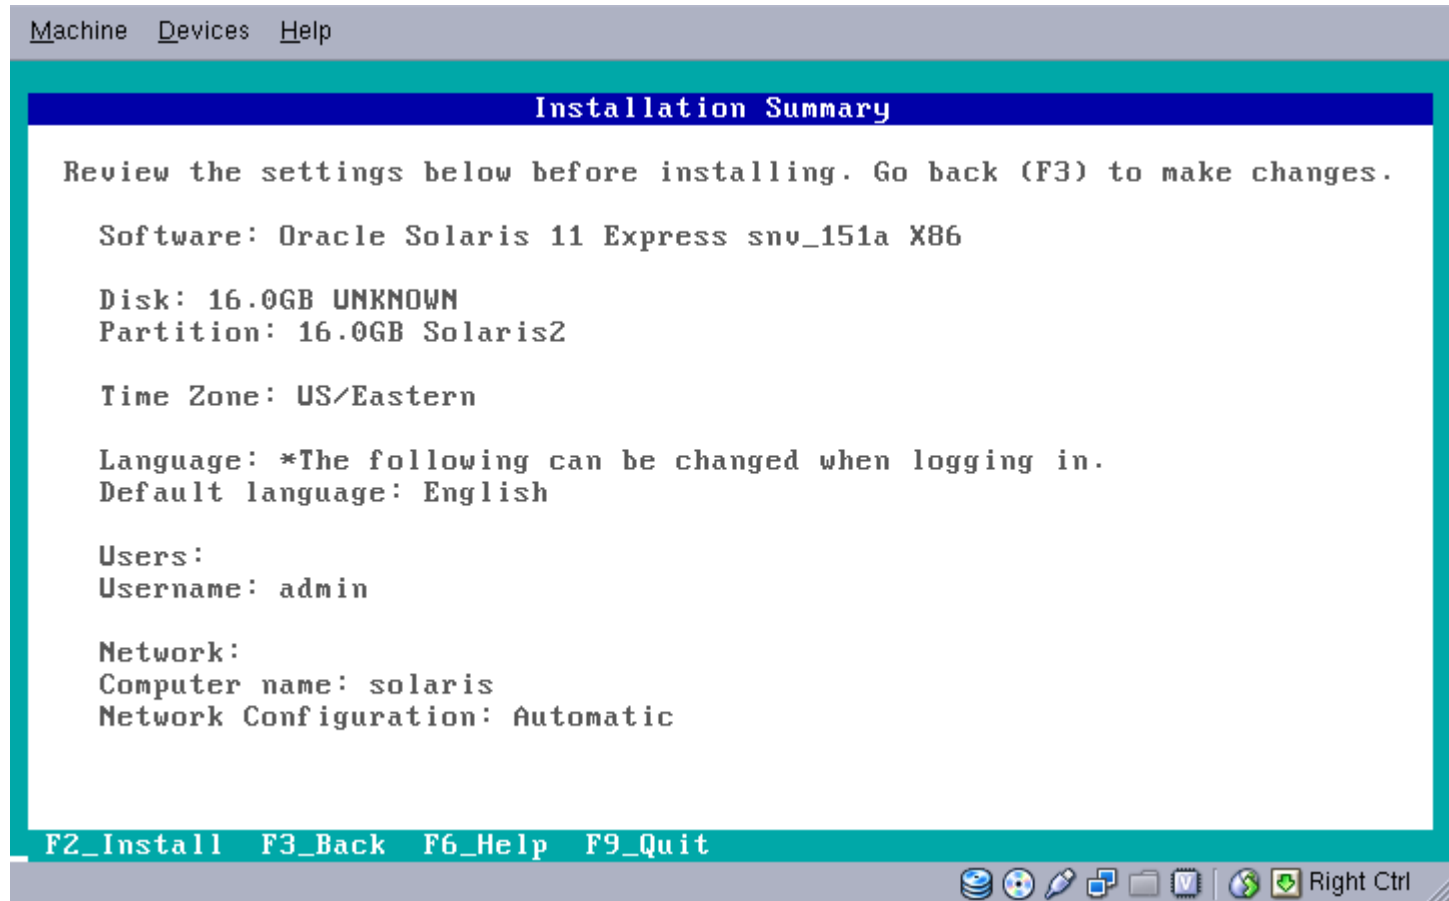 Machine Devices Help
Installation Summary
Review the settings below before installing. Go back (F3) to make changes.
Software: Oracle Solaris 11 Express snv_151a X86
Disk: 16.0GB UNKNOWN
Partition: 16.0GB Solaris2
Time Zone: US/Eastern
Language: *The following can be changed when logging in.
Default language: English
Users:
Username: admin
Network:
Computer name: solaris
Network Configuration: Automatic
F2_Install F3_Back F6_Help F9_Quit
Right Ctrl